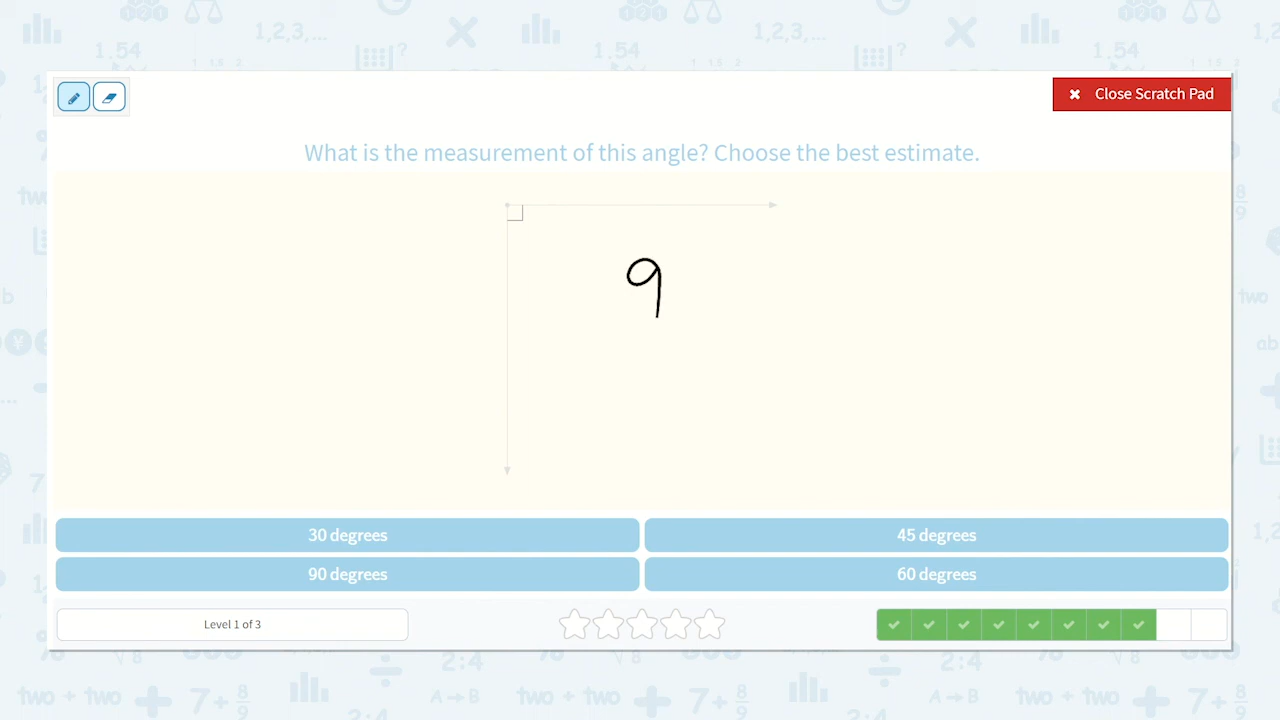 Close Scratch Pad
What is the measurement of this angle? Choose the best estimate.
9
30 degrees
45 degrees
90 degrees
60 degrees
Level 1 of 3